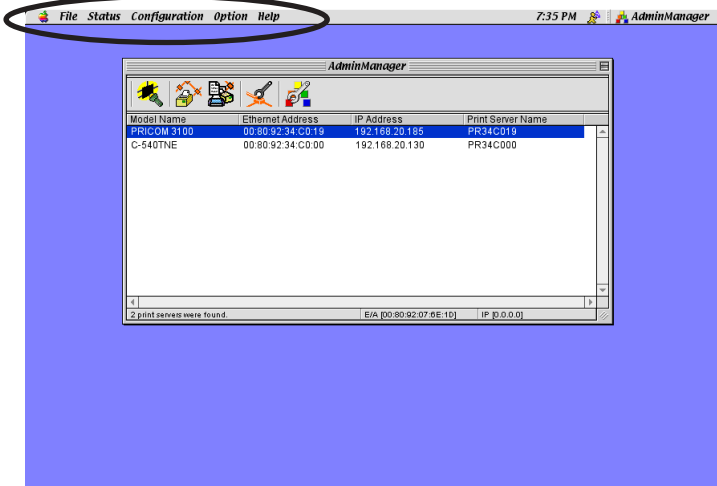 File Status Configuration Option Help 7:35 PM AdminManager
AdminManager
Model Name Ethernet Address IP Address Print Server Name
PRICOM 3100 00:80:92:34:C0:19 192.168.20.185 PR34C019
C-540TNE 00:80:92:34:C0:00 192.168.20.130 PR34C000
2 print servers were found. E/A [00:80:92:07:6E:1D] IP [0.0.0.0]